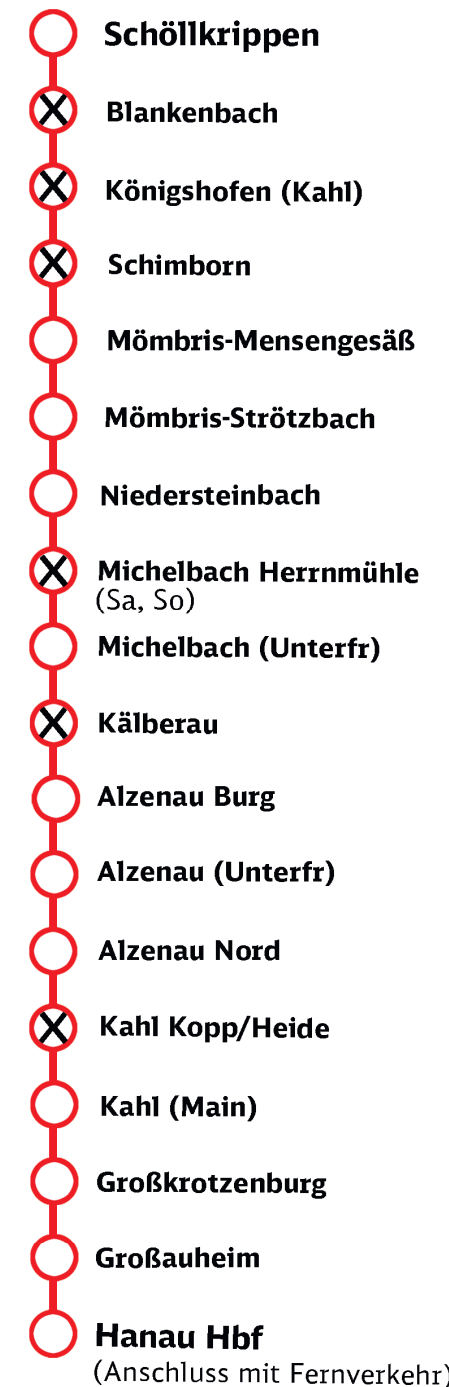 Schöllkrippen
Blankenbach
Königshofen (Kahl)
Schimborn
Mömbris-Mensengesäß
Mömbris-Strötzbach
Niedersteinbach
Michelbach Herrnmühle
(Sa, So)
Michelbach (Unterfr)
Kälberau
Alzenau Burg
Alzenau (Unterfr)
Alzenau Nord
Kahl Kopp/Heide
Kahl (Main)
Großkrotzenburg
Großauheim
Hanau Hbf
(Anschluss mit Fernverkehr)